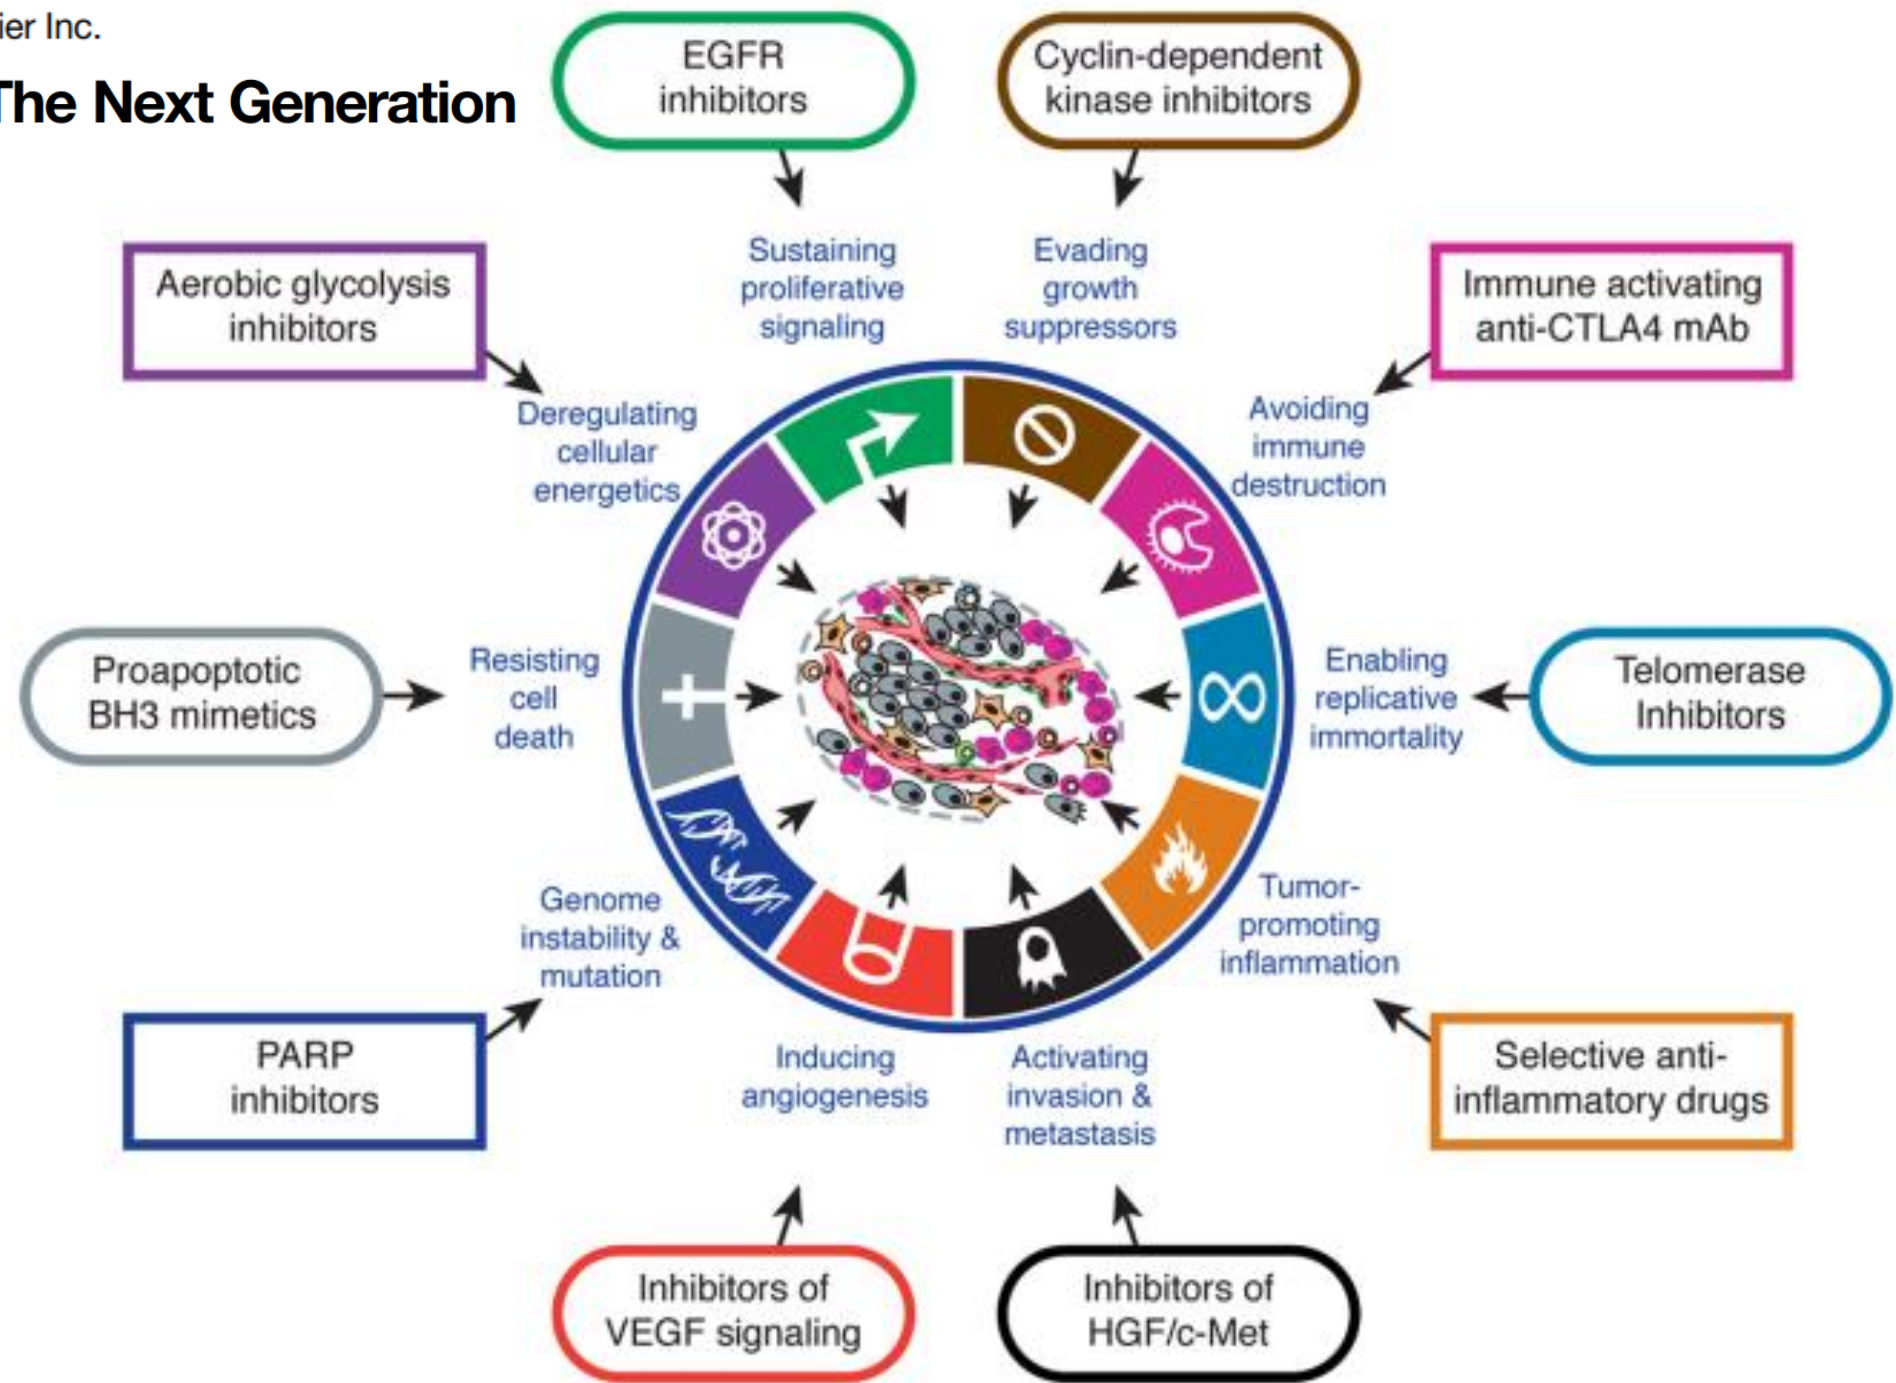 ier Inc.
The Next Generation
EGFR
inhibitors
Cyclin-dependent
kinase inhibitors
Sustaining
proliferative
signaling
Evading
growth
suppressors
Aerobic glycolysis
inhibitors
Immune activating
anti-CTLA4 mAb
Deregulating
cellular
energetics
Avoiding
immune
destruction
Proapoptotic
BH3 mimetics
Resisting
cell
death
Enabling
replicative
immortality
Telomerase
Inhibitors
Genome
instability &
mutation
Tumor-
promoting
inflammation
PARP
inhibitors
Inducing
angiogenesis
Activating
invasion &
metastasis
Selective anti-
inflammatory drugs
Inhibitors of
VEGF signaling
Inhibitors of
HGF/c-Met